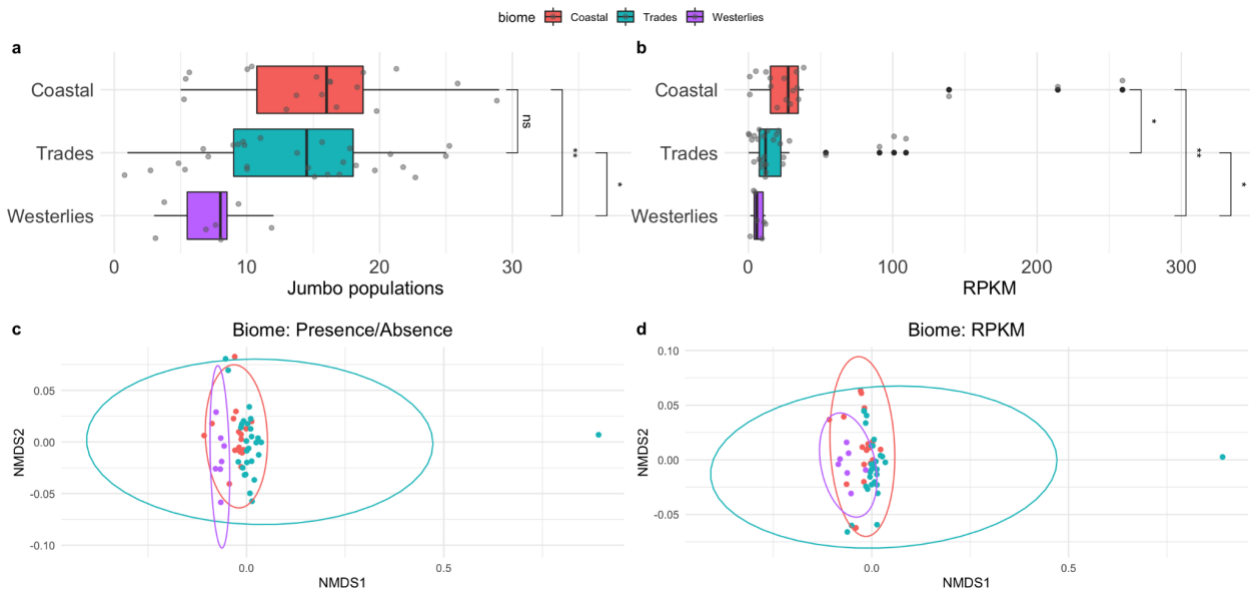 biome Coastal Trades Westerlies
a
Coastal
Trades
Westerlies
ns
**
*
0 10 20 30
Jumbo populations
b
Coastal
Trades
Westerlies
*
**
*
0 100 200 300
RPKM
c
Biome: Presence/Absence
NMDS2
0.05
0.00
-0.05
-0.10
0.0 0.5
NMDS1
d
Biome: RPKM
NMDS2
0.10
0.05
0.00
-0.05
0.0 0.5
NMDS1